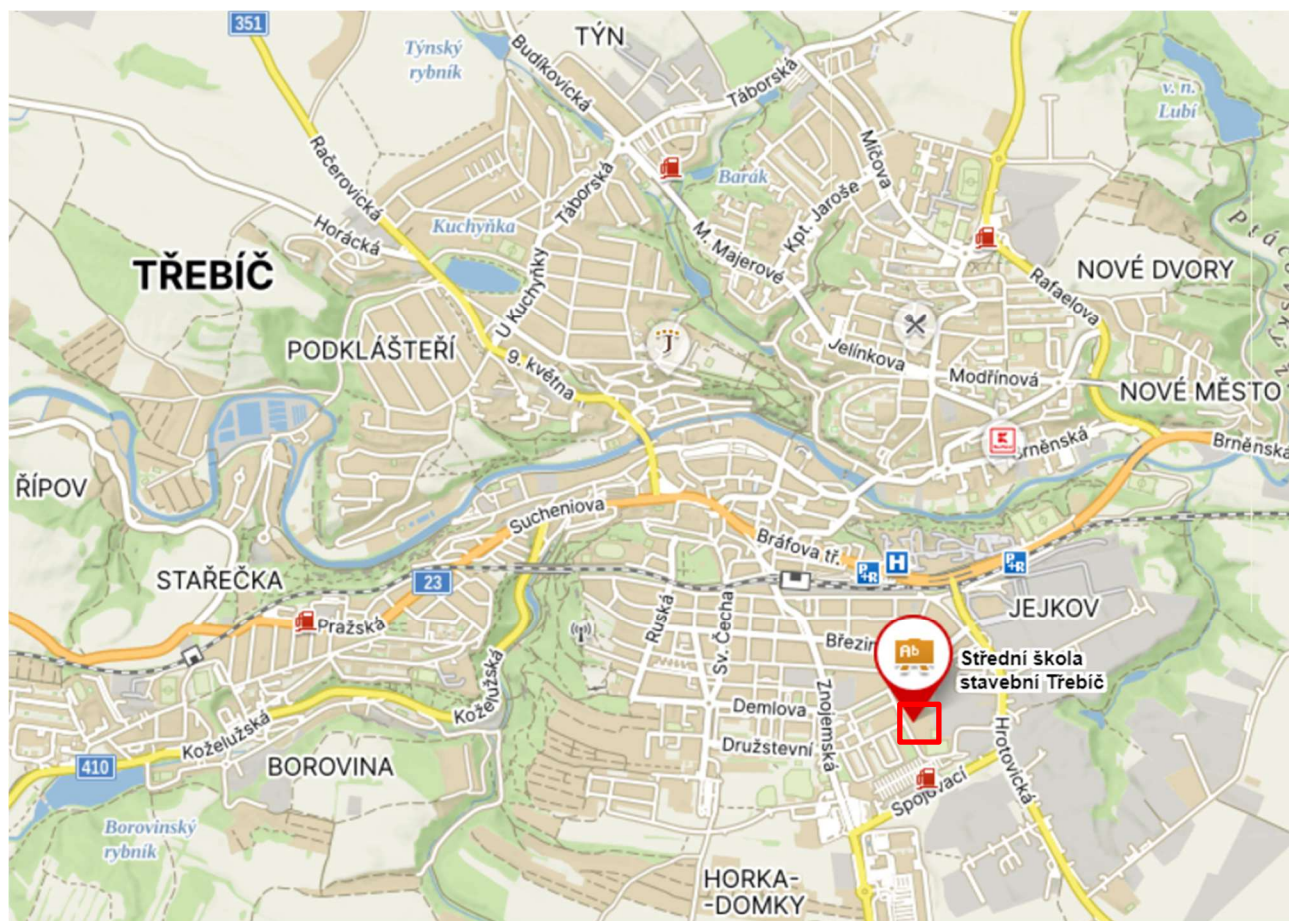 351
TÝN
Týnský
rybník
Budíkovická
Táborská
v. n.
Lubí
Račerovická
Míčova
Barák
Kpt. Jaroše
Táborská
Horácká
Kuchyňka
M. Majerové
TŘEBÍČ
NOVÉ DVORY
Rafaelova
U Kuchyňky
J
PODKLÁŠTEŘÍ
9. května
Jelínkova
Modřínová
NOVÉ MĚSTO
K
Brněnská
ŘÍPOV
Sucheniova
Bráfova tř.
H
P+R
P+R
STAŘEČKA
23
JEJKOV
Pražská
Ruská
Sv. Čecha
Ab
Střední škola
stavební Třebíč
Koželužská
Znojemská
Demlova
Družstevní
Hrotovická
Koželužská
410
BOROVINA
Spojovací
Borovinský
rybník
HORKA-
-DOMKY